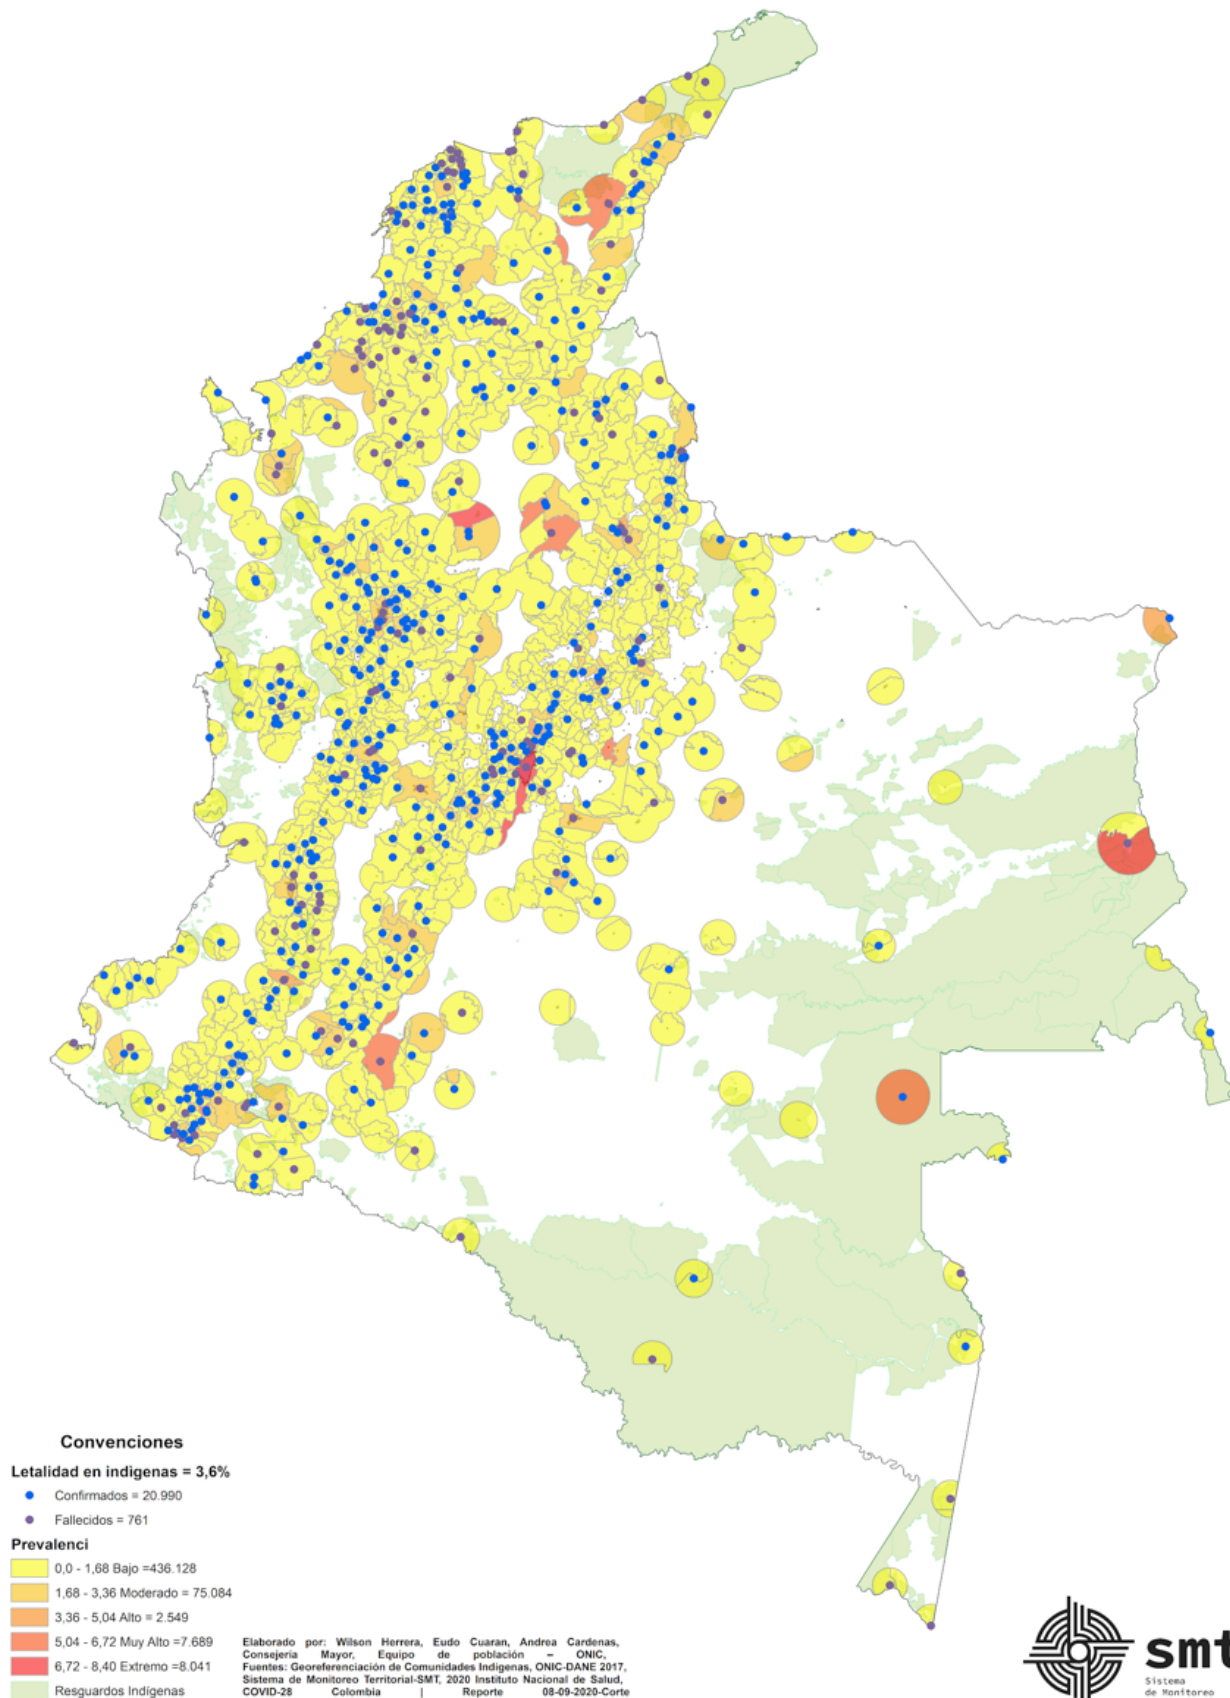 Convenciones
Letalidad en indigenas = 3,6%
Confirmados = 20.990
Fallecidos = 761
Prevalenci
0,0 - 1,68 Bajo =436.128
1,68 - 3,36 Moderado = 75.084
3,36 - 5,04 Alto = 2.549
5,04 - 6,72 Muy Alto =7.689
6,72 - 8,40 Extremo =8.041
Resguardos Indígenas
Elaborado por: Wilson Herrera, Eudo Cuaran, Andrea Cardenas,
Consejería Mayor, Equipo de población – ONIC,
Fuentes: Georeferenciación de Comunidades Indigenas, ONIC-DANE 2017,
Sistema de Monitoreo Territorial-SMT, 2020 Instituto Nacional de Salud,
COVID-28 Colombia | Reporte 08-09-2020-Corte
smt
Sistema
de Monitoreo